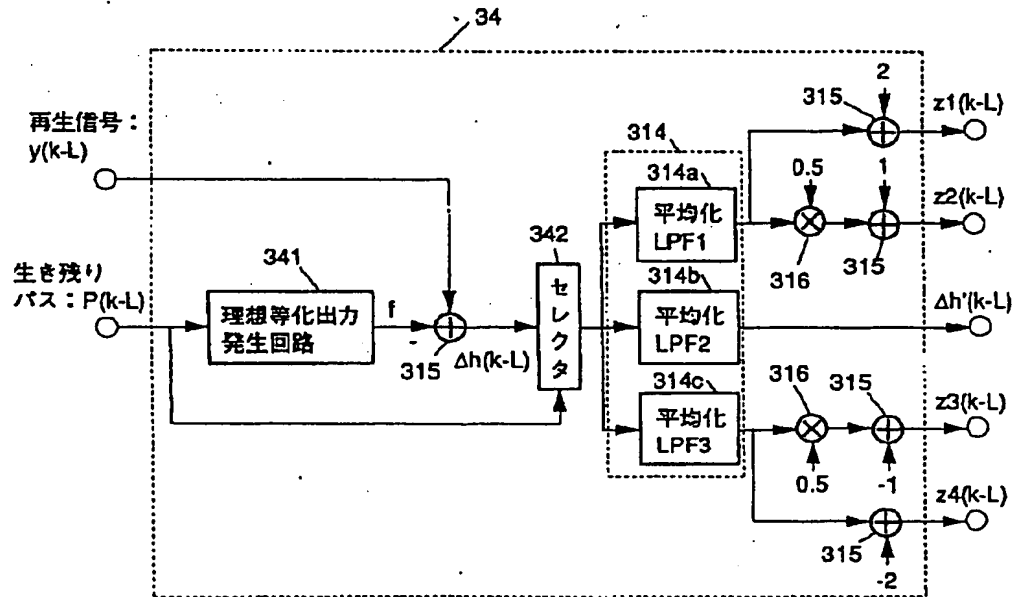 34
再生信号：
y(k-L)
生き残り
パス：P(k-L)
341
理想等化出力
発生回路
f
315
Δh(k-L)
342
セレクタ
314
314a
平均化
LPF1
314b
平均化
LPF2
314c
平均化
LPF3
2
315
z1(k-L)
0.5
1
z2(k-L)
316
315
Δh'(k-L)
316
315
z3(k-L)
0.5
-1
z4(k-L)
315
-2